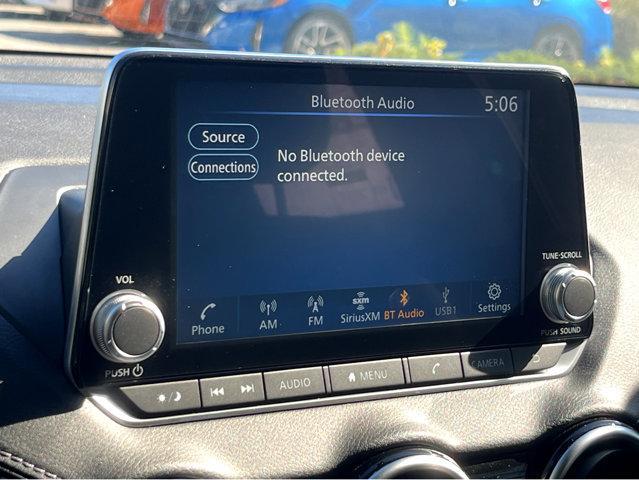 Bluetooth Audio 5:06
Source
Connections
No Bluetooth device
connected.
Phone
AM
FM
sxm
SiriusXM
BT Audio
USB1
Settings
VOL
PUSH
TUNE·SCROLL
PUSH SOUND
AUDIO
MENU
CAMERA